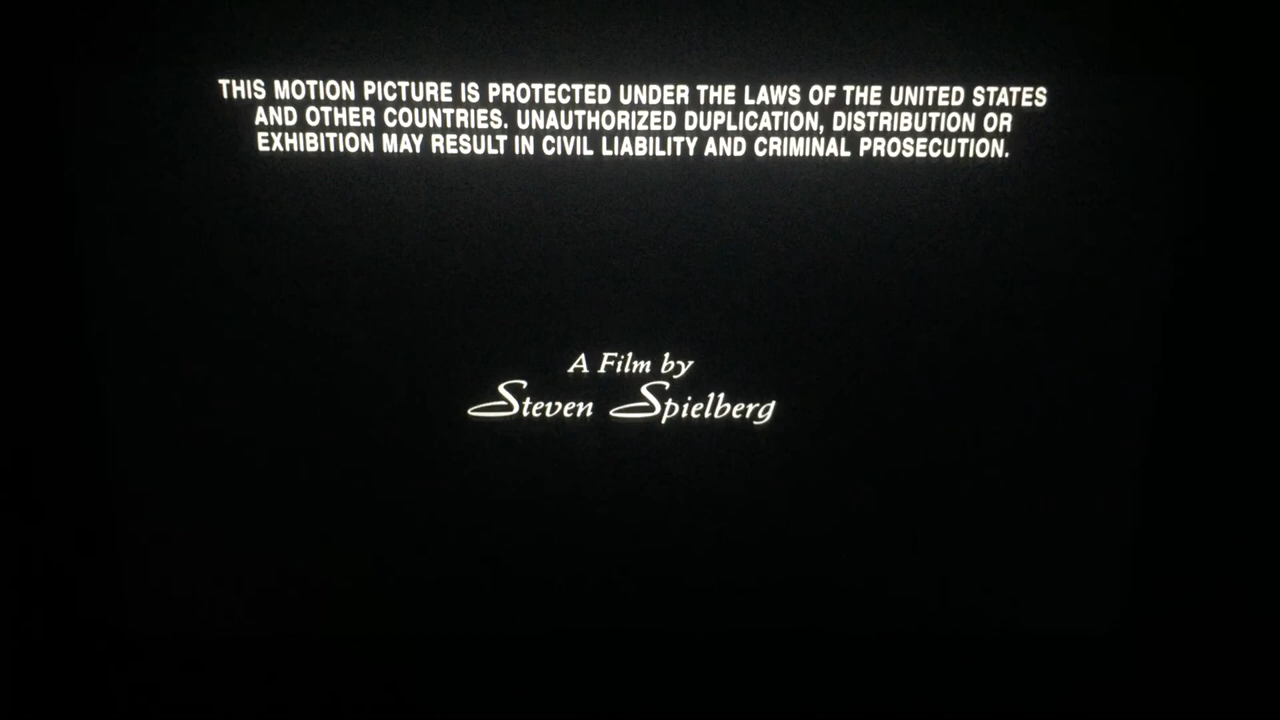 THIS MOTION PICTURE IS PROTECTED UNDER THE LAWS OF THE UNITED STATES
AND OTHER COUNTRIES. UNAUTHORIZED DUPLICATION, DISTRIBUTION OR
EXHIBITION MAY RESULT IN CIVIL LIABILITY AND CRIMINAL PROSECUTION.
A Film by
Steven Spielberg